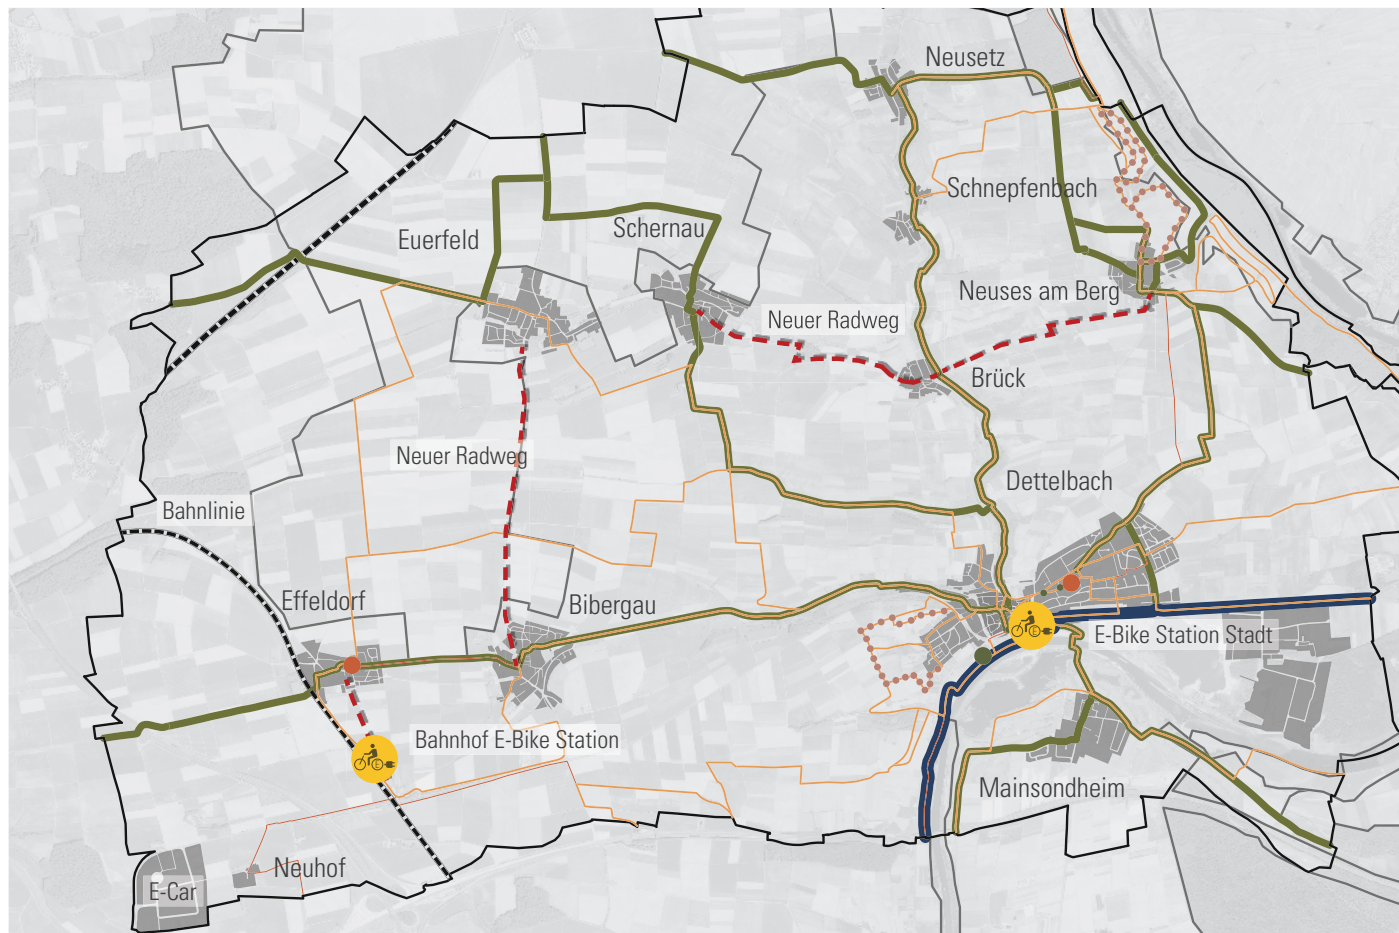 Neusetz
Schnepfenbach
Schernau
Euerfeld
Neuses am Berg
Neuer Radweg
Brück
Neuer Radweg
Dettelbach
Bahnlinie
Effeldorf
Bibergau
E-Bike Station Stadt
Bahnhof E-Bike Station
Mainsondheim
Neuhof
E-Car
E
E